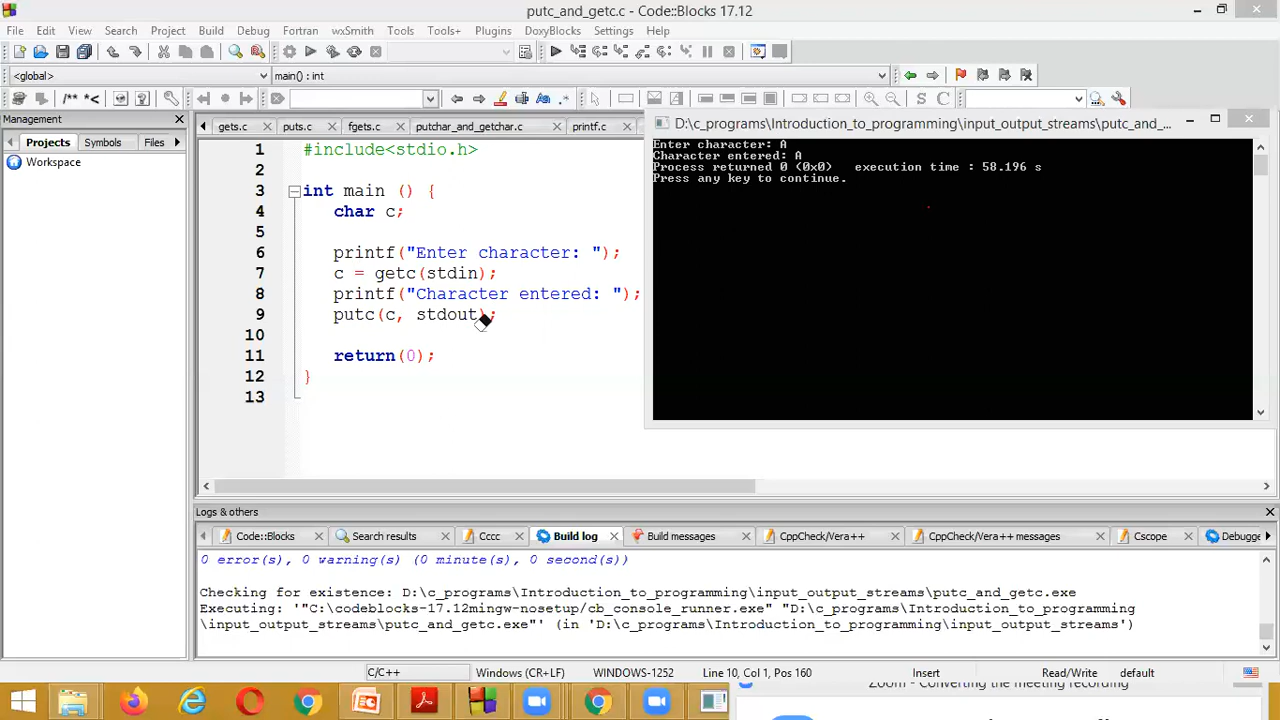 putc_and_getc.c - Code::Blocks 17.12
File Edit View Search Project Build Debug Fortran wxSmith Tools Tools+ Plugins DoxyBlocks Settings Help
<global> main() : int
/** *< .* S C
Management
Projects Symbols Files
Workspace
gets.c puts.c fgets.c putchar_and_getchar.c printf.c
1 #include<stdio.h>
2
3 int main () {
4 char c;
5
6 printf("Enter character: ");
7 c = getc(stdin);
8 printf("Character entered: ");
9 putc(c, stdout);
10
11 return(0);
12 }
13
D:\c_programs\Introduction_to_programming\input_output_streams\putc_and_...
Enter character: A
Character entered: A
Process returned 0 (0x0) execution time : 58.196 s
Press any key to continue.
Logs & others
Code::Blocks Search results Cccc Build log Build messages CppCheck/Vera++ CppCheck/Vera++ messages Cscope Debugge
0 error(s), 0 warning(s) (0 minute(s), 0 second(s))
Checking for existence: D:\c_programs\Introduction_to_programming\input_output_streams\putc_and_getc.exe
Executing: '"C:\codeblocks-17.12mingw-nosetup/cb_console_runner.exe" "D:\c_programs\Introduction_to_programming
\input_output_streams\putc_and_getc.exe"' (in 'D:\c_programs\Introduction_to_programming\input_output_streams')
C/C++ Windows (CR+LF) WINDOWS-1252 Line 10, Col 1, Pos 160 Insert Read/Write default
Zoom - Converting the meeting recording